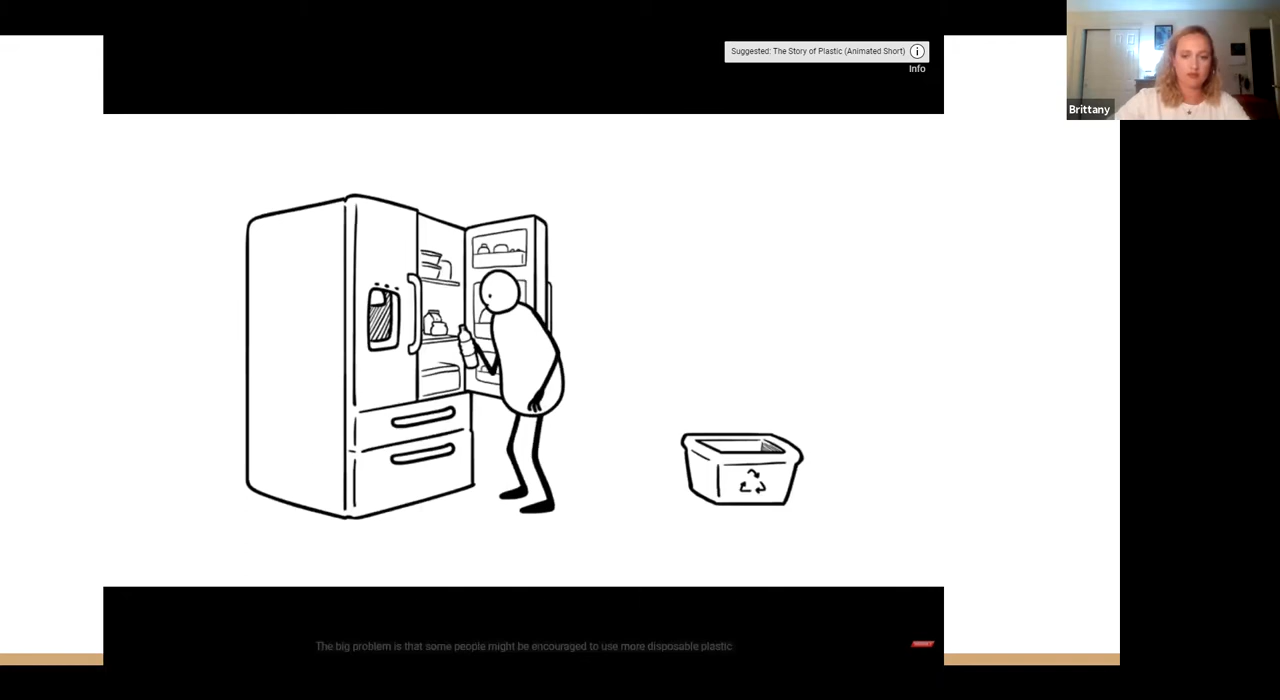 Suggested: The Story of Plastic (Animated Short)
Info
Brittany
The big problem is that some people might be encouraged to use more disposable plastic